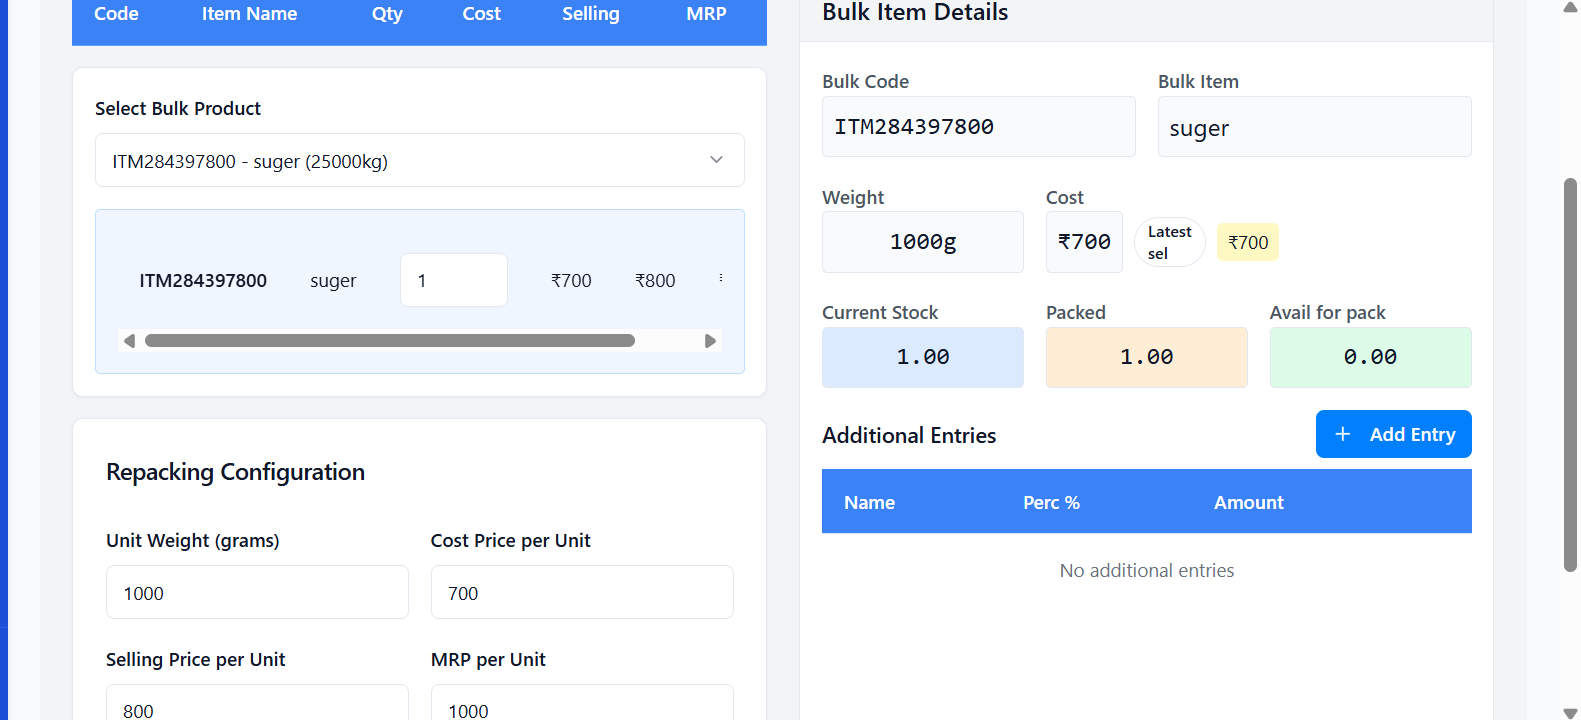 Code Item Name Qty Cost Selling MRP
Select Bulk Product
ITM284397800 - suger (25000kg)
ITM284397800 suger 1 ₹700 ₹800
Repacking Configuration
Unit Weight (grams) Cost Price per Unit
1000 700
Selling Price per Unit MRP per Unit
800 1000
Bulk Item Details
Bulk Code Bulk Item
ITM284397800 suger
Weight Cost
1000g ₹700 Latest
sel ₹700
Current Stock Packed Avail for pack
1.00 1.00 0.00
Additional Entries + Add Entry
Name Perc % Amount
No additional entries